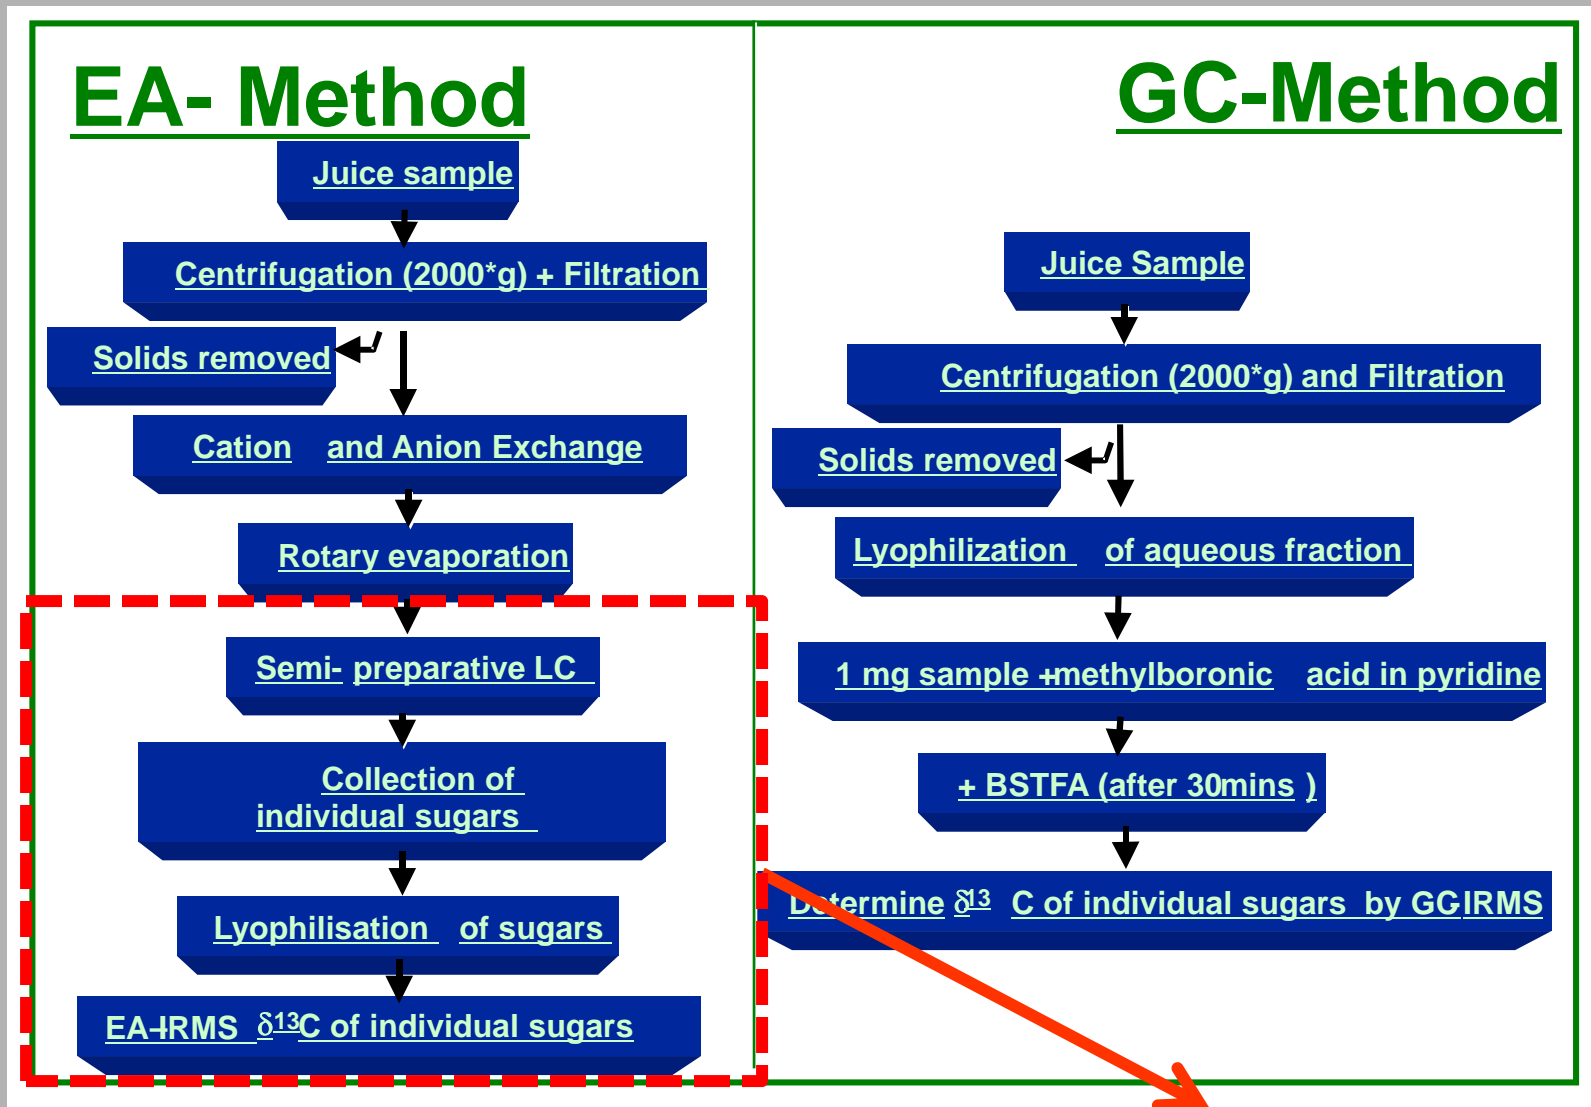 EA- Method
Juice sample
Centrifugation (2000*g) + Filtration
Solids removed
Cation and Anion Exchange
Rotary evaporation
Semi- preparative LC
Collection of
individual sugars
Lyophilisation of sugars
EA-IRMS δ13C of individual sugars
GC-Method
Juice Sample
Centrifugation (2000*g) and Filtration
Solids removed
Lyophilization of aqueous fraction
1 mg sample +methylboronic acid in pyridine
+ BSTFA (after 30mins )
Determine δ13 C of individual sugars by GC-IRMS